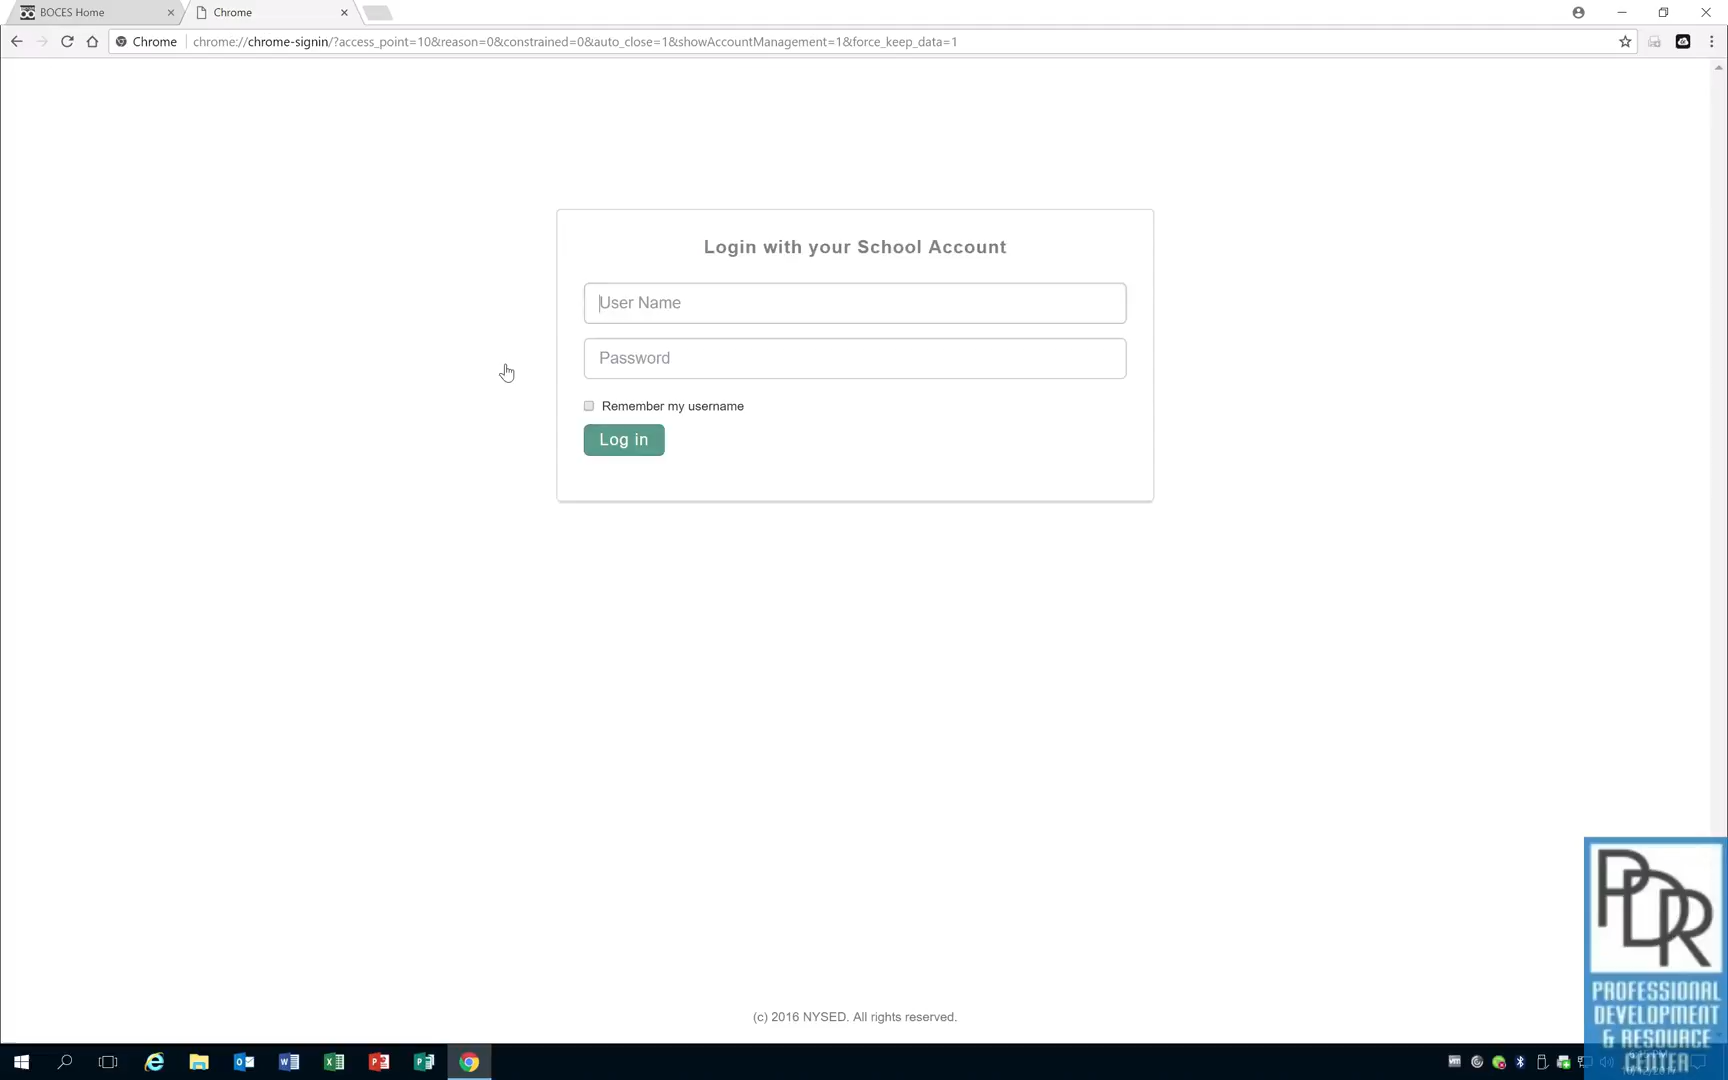 BOCES Home
Chrome
Chrome
chrome://chrome-signin/?access_point=10&reason=0&constrained=0&auto_close=1&showAccountManagement=1&force_keep_data=1
Login with your School Account
User Name
Password
Remember my username
Log in
PDR
PROFESSIONAL
DEVELOPMENT
& RESOURCE
CENTER
(c) 2016 NYSED. All rights reserved.